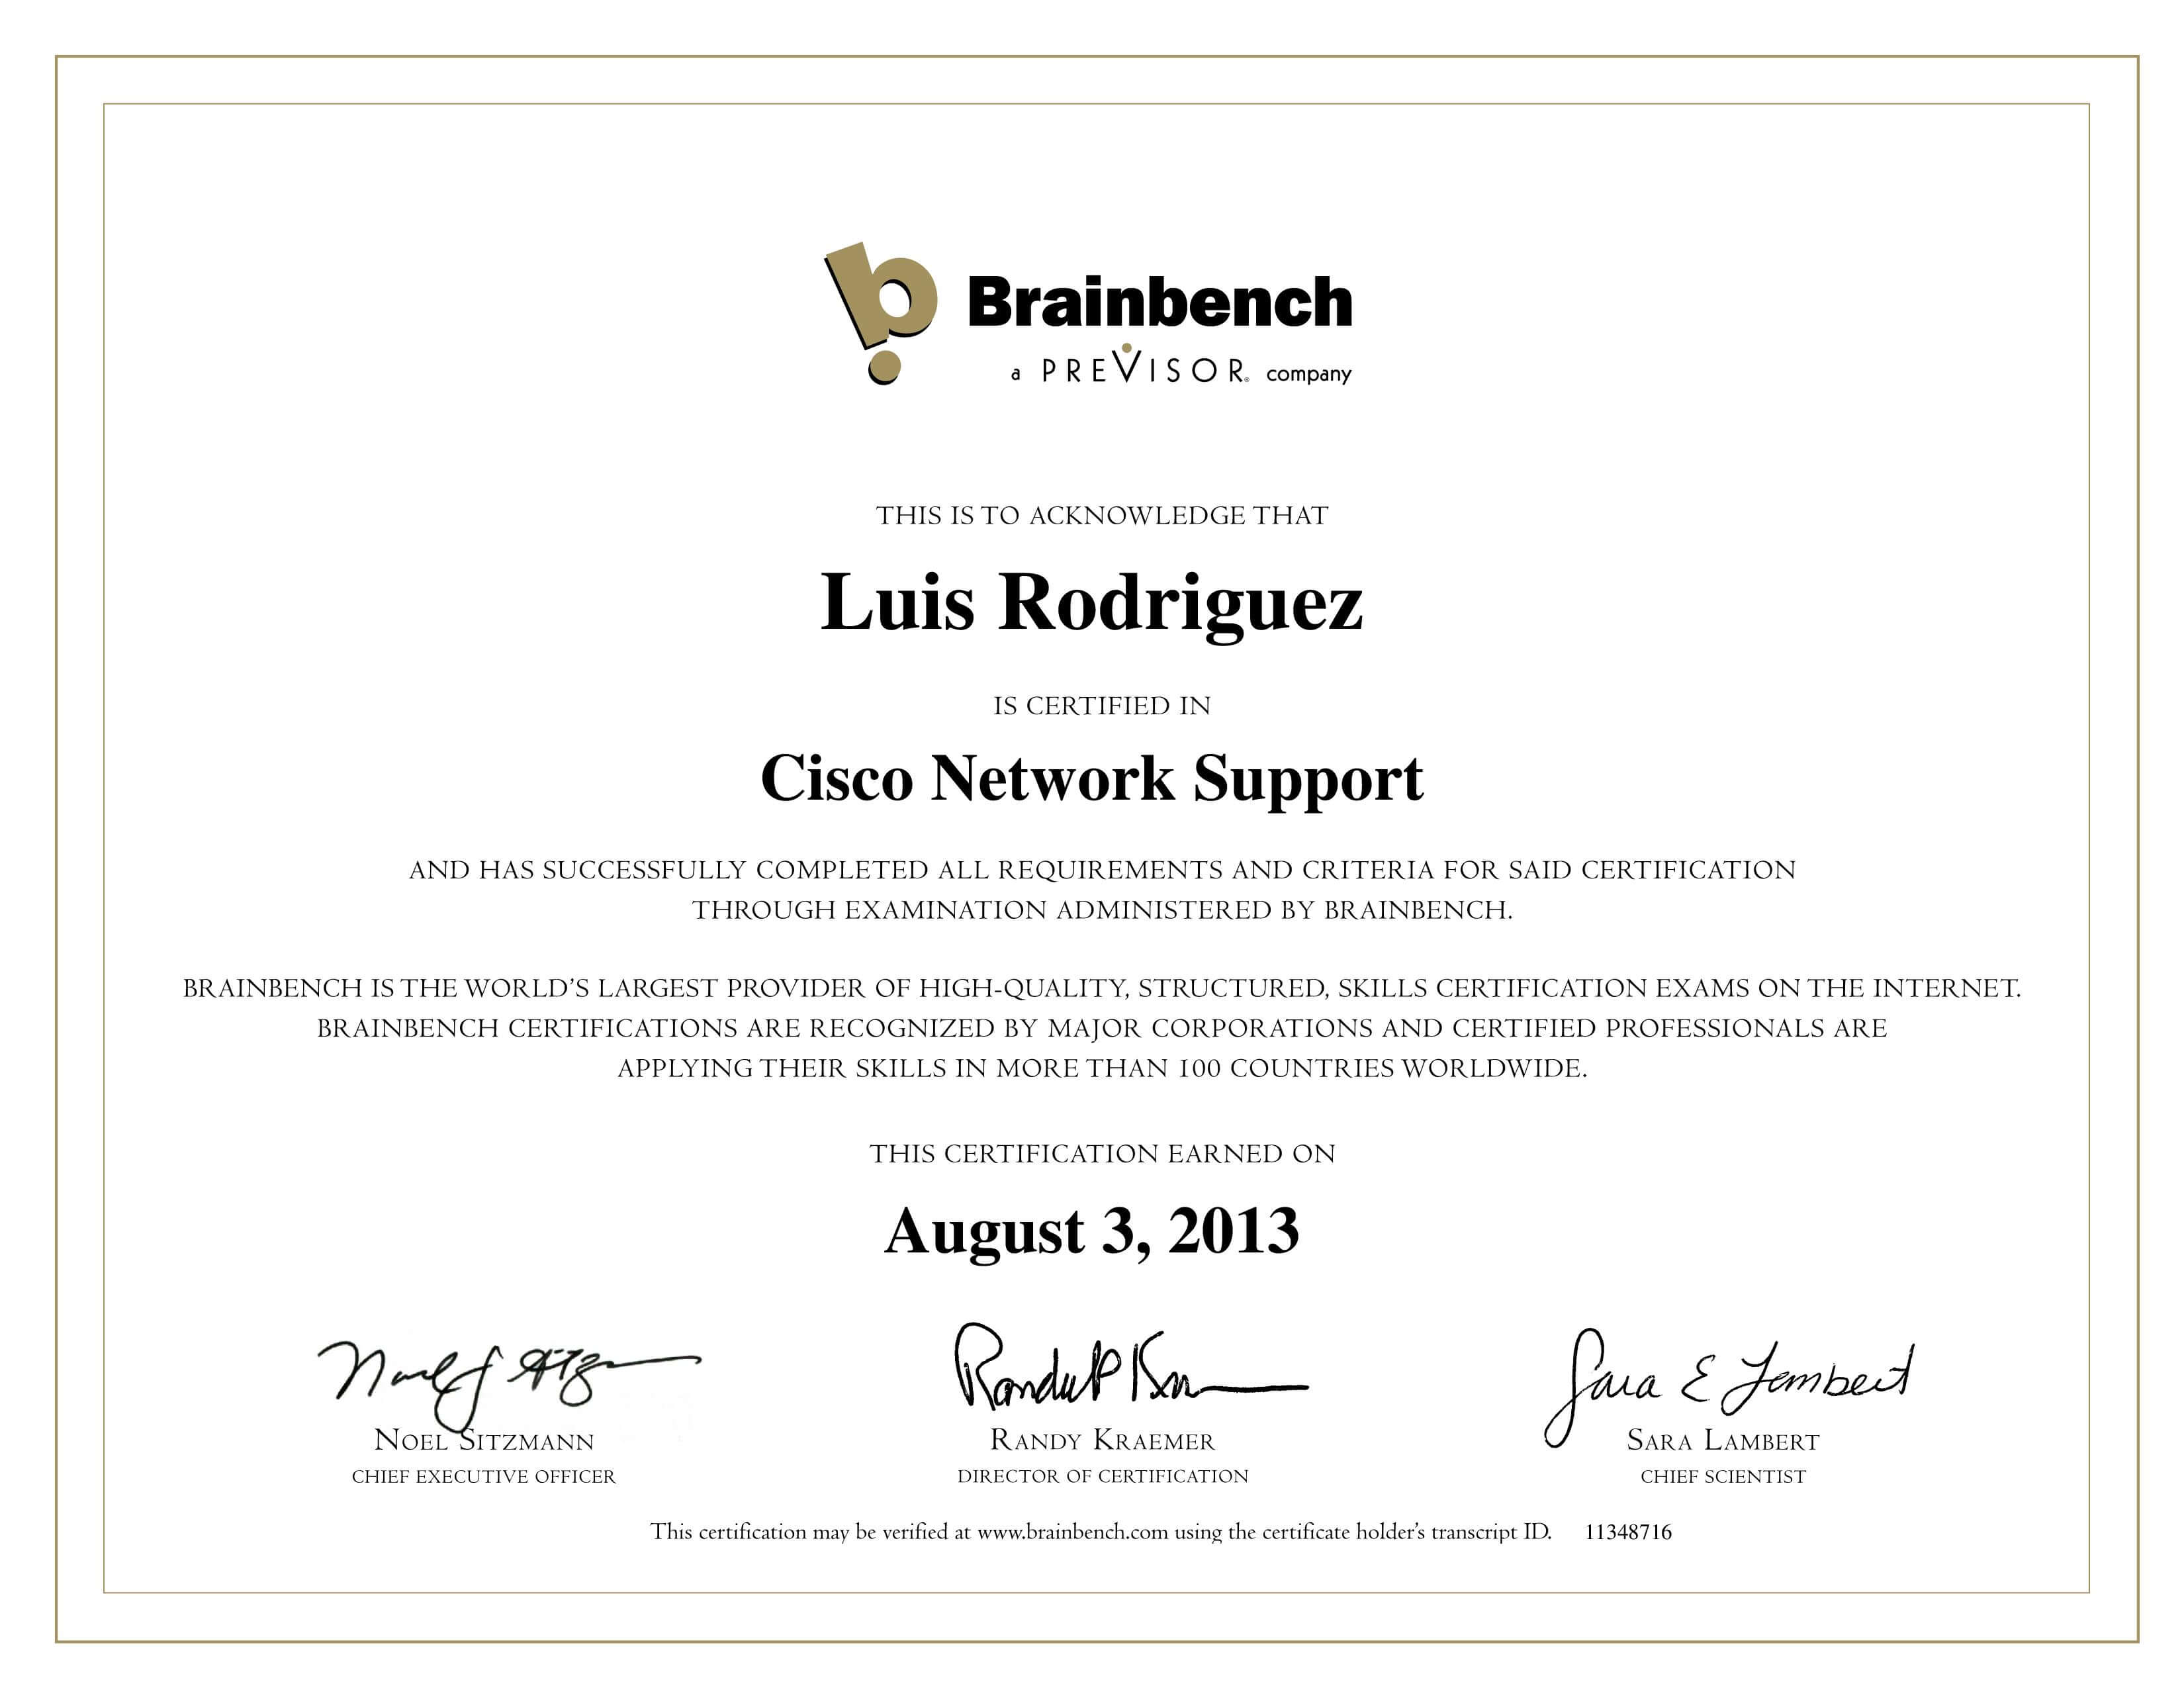 Brainbench
a PREVISOR® company
THIS IS TO ACKNOWLEDGE THAT
Luis Rodriguez
IS CERTIFIED IN
Cisco Network Support
AND HAS SUCCESSFULLY COMPLETED ALL REQUIREMENTS AND CRITERIA FOR SAID CERTIFICATION
THROUGH EXAMINATION ADMINISTERED BY BRAINBENCH.
BRAINBENCH IS THE WORLD'S LARGEST PROVIDER OF HIGH-QUALITY, STRUCTURED, SKILLS CERTIFICATION EXAMS ON THE INTERNET.
BRAINBENCH CERTIFICATIONS ARE RECOGNIZED BY MAJOR CORPORATIONS AND CERTIFIED PROFESSIONALS ARE
APPLYING THEIR SKILLS IN MORE THAN 100 COUNTRIES WORLDWIDE.
THIS CERTIFICATION EARNED ON
August 3, 2013
Sara E Lambert
NOEL SITZMANN RANDY KRAEMER SARA LAMBERT
CHIEF EXECUTIVE OFFICER DIRECTOR OF CERTIFICATION CHIEF SCIENTIST
This certification may be verified at www.brainbench.com using the certificate holder's transcript ID. 11348716